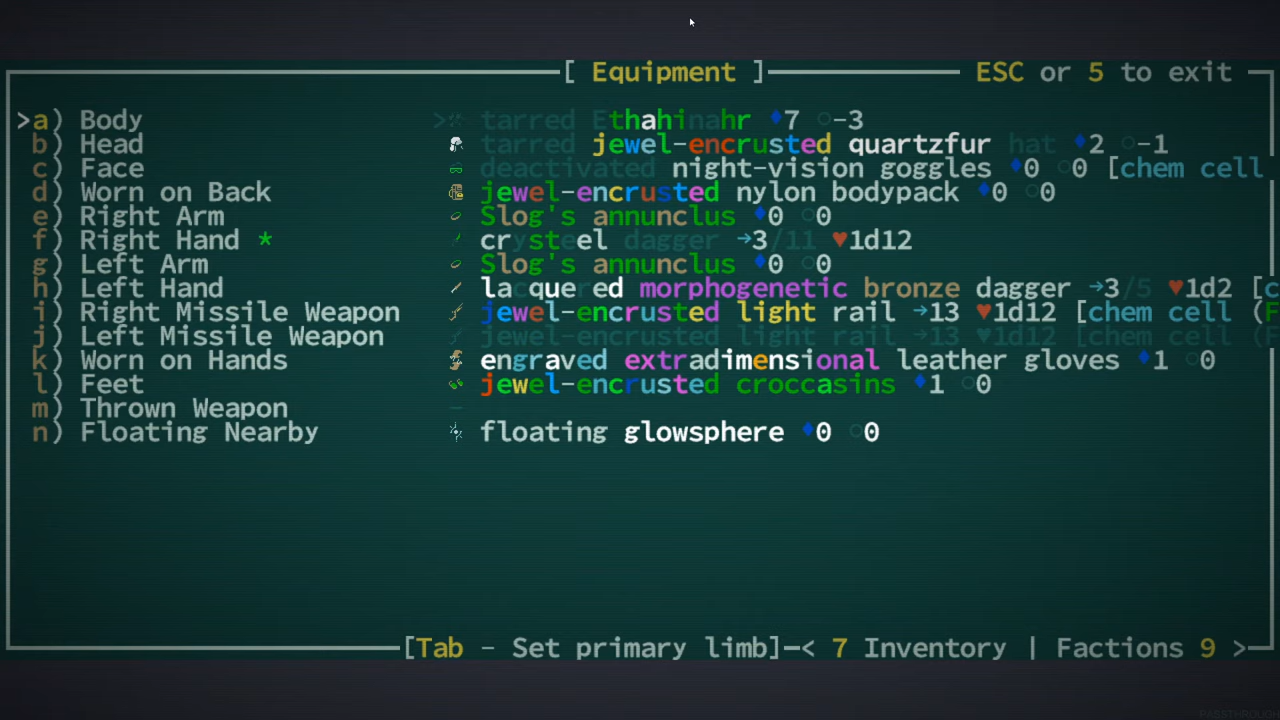 [ Equipment ] ESC or 5 to exit
>a) Body > tarred Ethahinahr ♦7 ○-3
b) Head tarred jewel-encrusted quartzfur hat ♦2 ○-1
c) Face deactivated night-vision goggles ♦0 ○0 [chem cell
d) Worn on Back jewel-encrusted nylon bodypack ♦0 ○0
e) Right Arm Slog's annunclus ♦0 ○0
f) Right Hand * crysteel dagger →3/11 ♥1d12
g) Left Arm Slog's annunclus ♦0 ○0
h) Left Hand lacquered morphogenetic bronze dagger →3/5 ♥1d2 [c
i) Right Missile Weapon jewel-encrusted light rail →13 ♥1d12 [chem cell (F
j) Left Missile Weapon jewel-encrusted light rail →13 ♥1d12 [chem cell (F
k) Worn on Hands engraved extradimensional leather gloves ♦1 ○0
l) Feet jewel-encrusted croccasins ♦1 ○0
m) Thrown Weapon -
n) Floating Nearby floating glowsphere ♦0 ○0
[Tab - Set primary limb]-< 7 Inventory | Factions 9 >